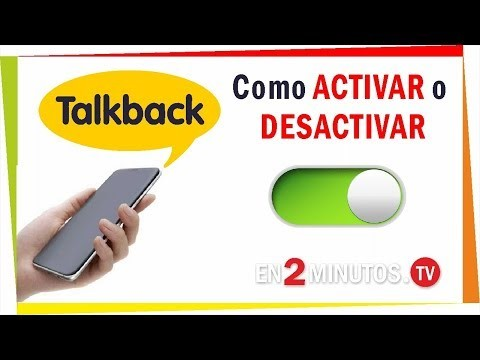 Talkback
Como ACTIVAR o
DESACTIVAR
EN2MINUTOS.TV